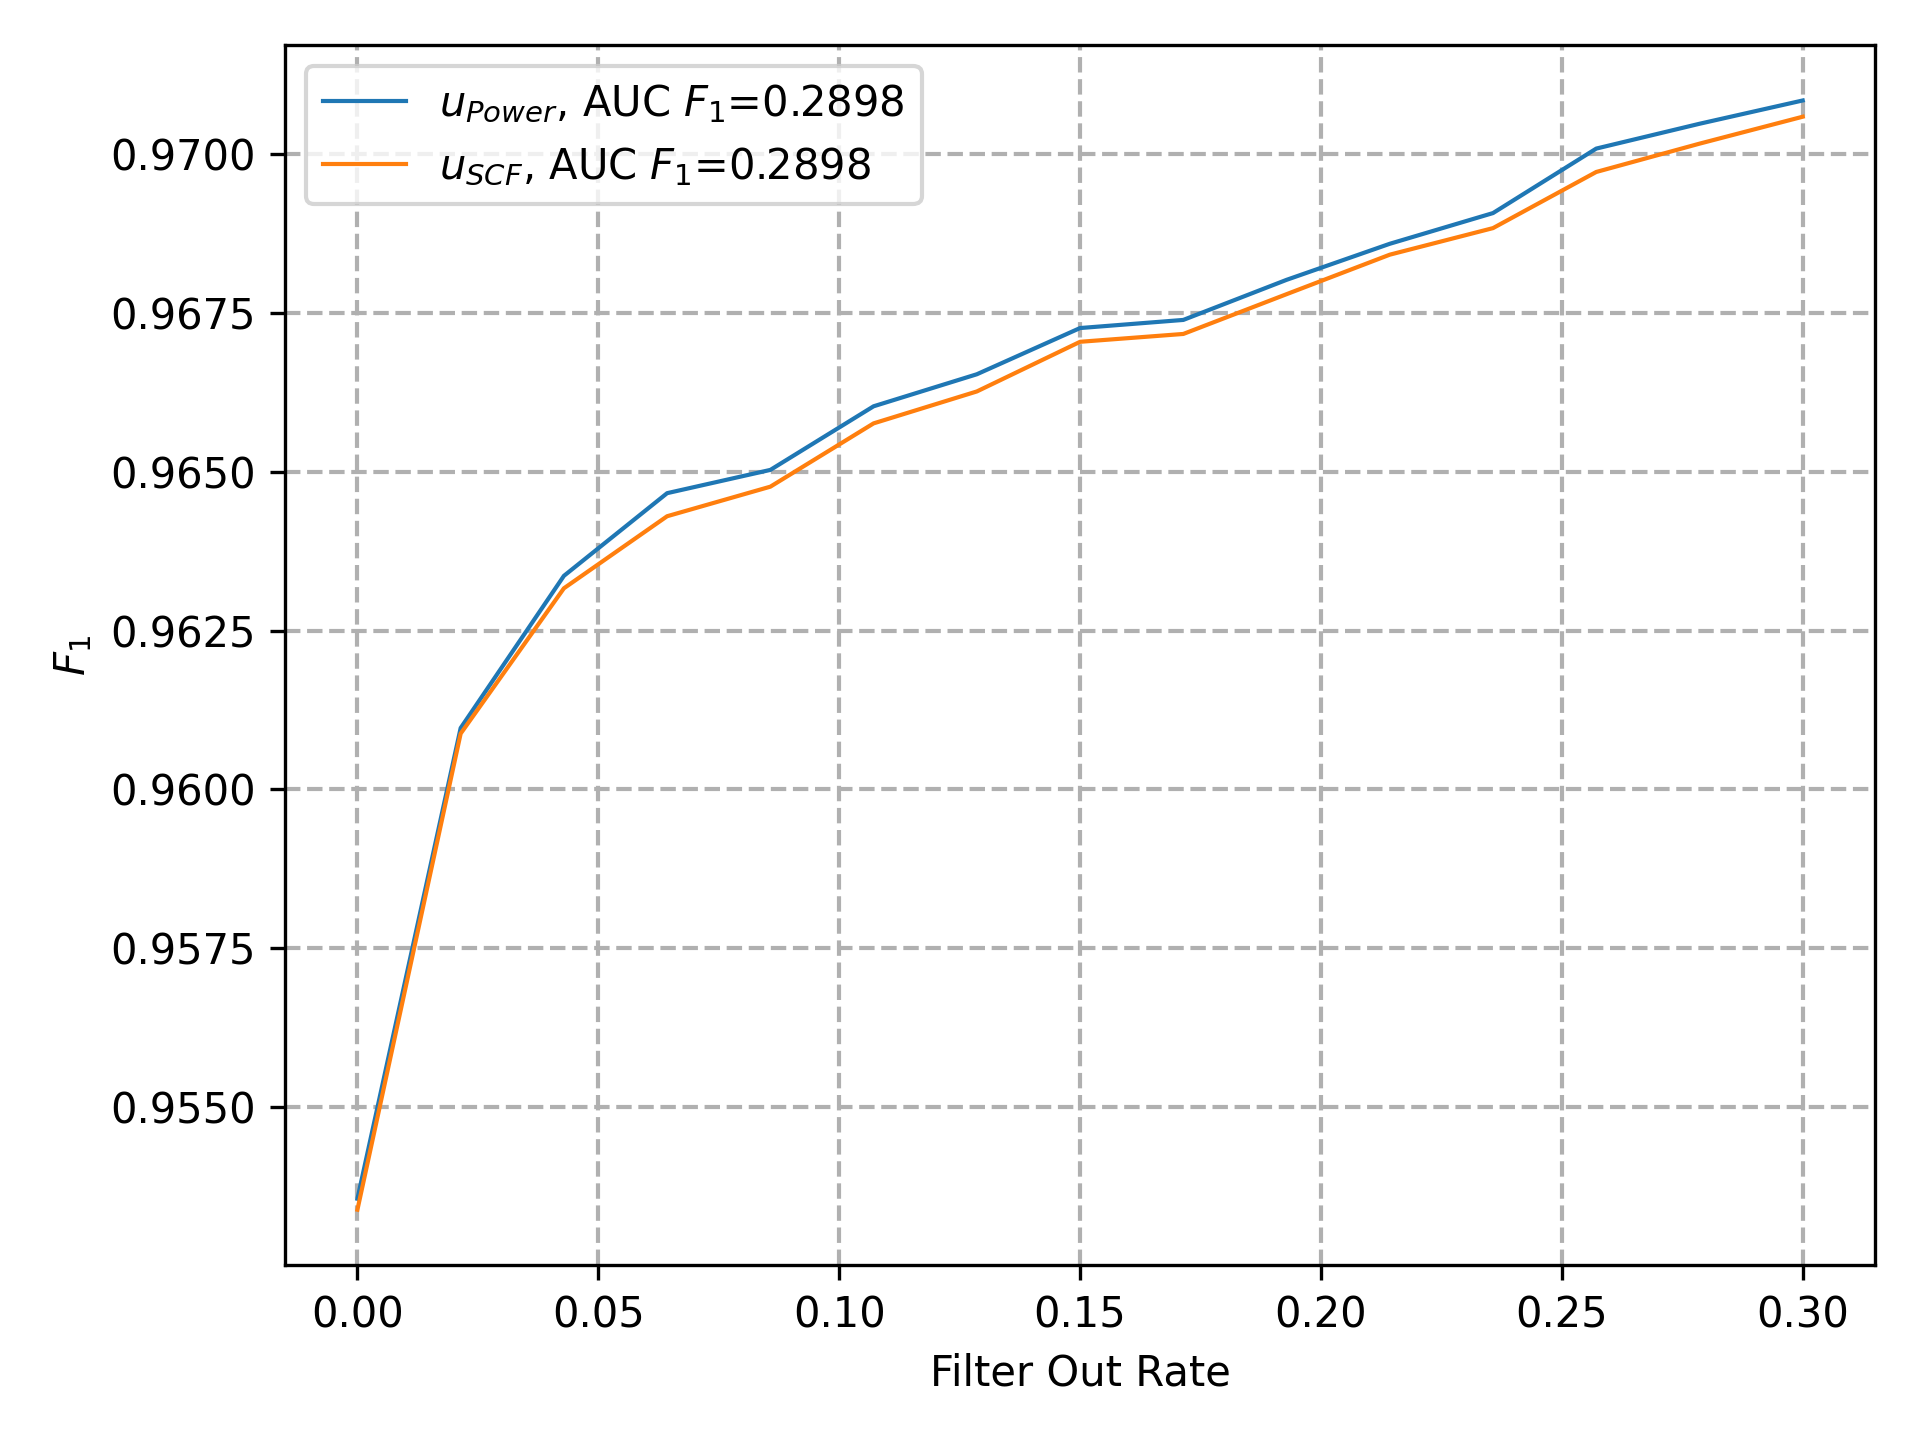 u_Power, AUC F_1=0.2898
u_SCF, AUC F_1=0.2898
0.9700
0.9675
0.9650
0.9625
0.9600
0.9575
0.9550
F_1
0.00 0.05 0.10 0.15 0.20 0.25 0.30
Filter Out Rate